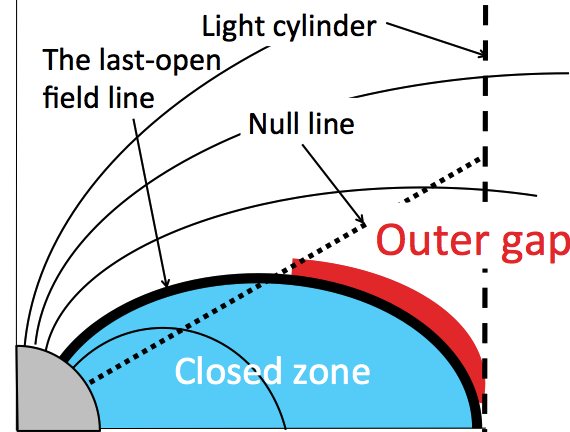 Light cylinder
The last-open
field line
Null line
Outer gap
Closed zone